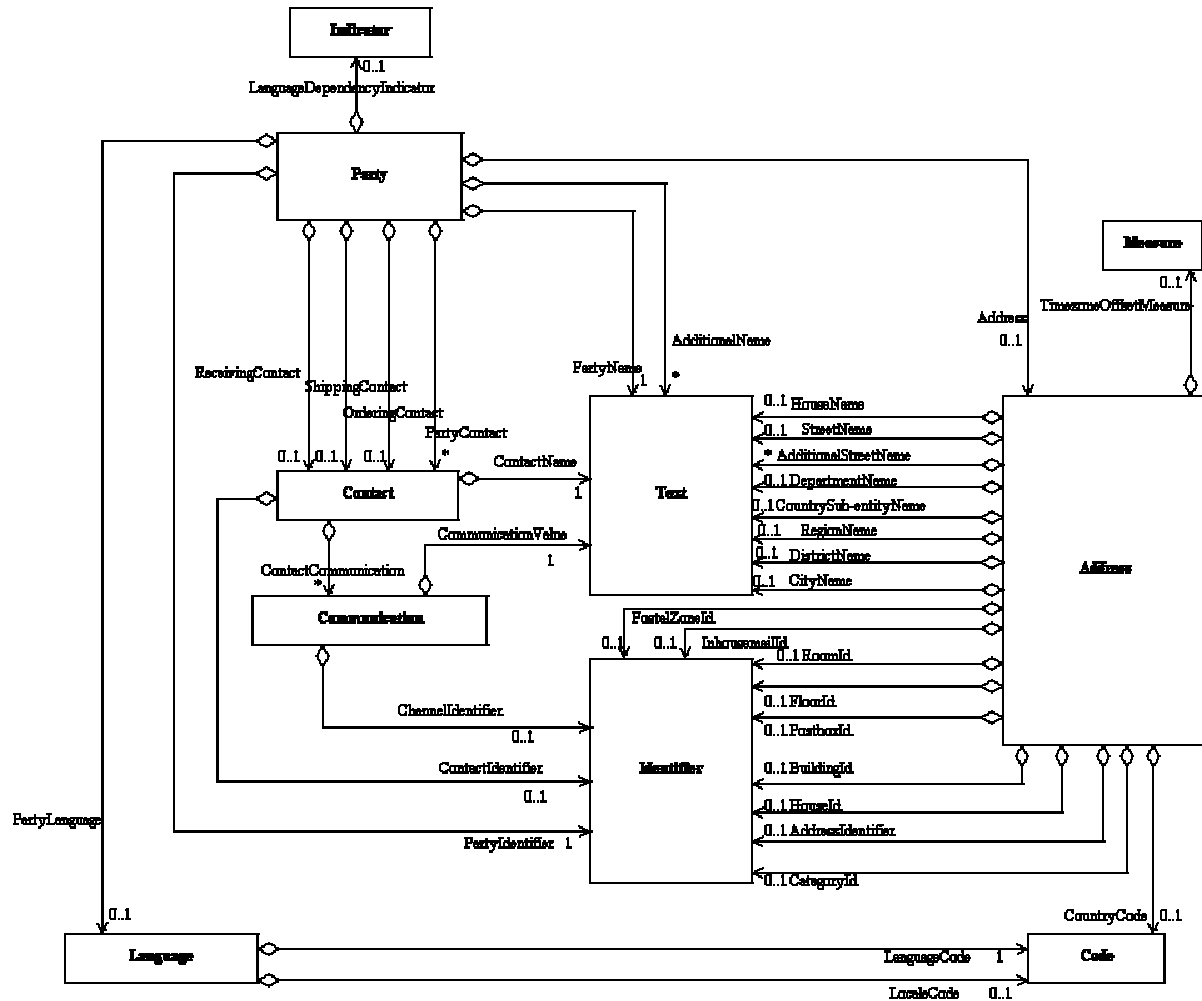 Indicator
0..1
LanguageDependencyIndicator
Party
Measure
0..1
TimezoneOffsetMeasure
Address
0..1
AdditionalName
*
PartyName
1
ReceivingContact
ShippingContact
OrderingContact
PartyContact
0..1
0..1
0..1
*
Contact
ContactName
1
Text
CommunicationValue
1
ContactCommunication
*
Communication
0..1 HouseName
0..1 StreetName
* AdditionalStreetName
0..1 DepartmentName
0..1 CountrySub-entityName
0..1 RegionName
0..1 DistrictName
0..1 CityName
Address
PostalZoneId
0..1
0..1
InhousemailId
0..1 RoomId
0..1 FloorId
0..1 PostboxId
0..1 BuildingId
0..1 HouseId
0..1 AddressIdentifier
0..1 CategoryId
Identifier
ChannelIdentifier
0..1
ContactIdentifier
0..1
PartyIdentifier 1
PartyLanguage
0..1
CountryCode 0..1
Language
LanguageCode 1
LocaleCode 0..1
Code